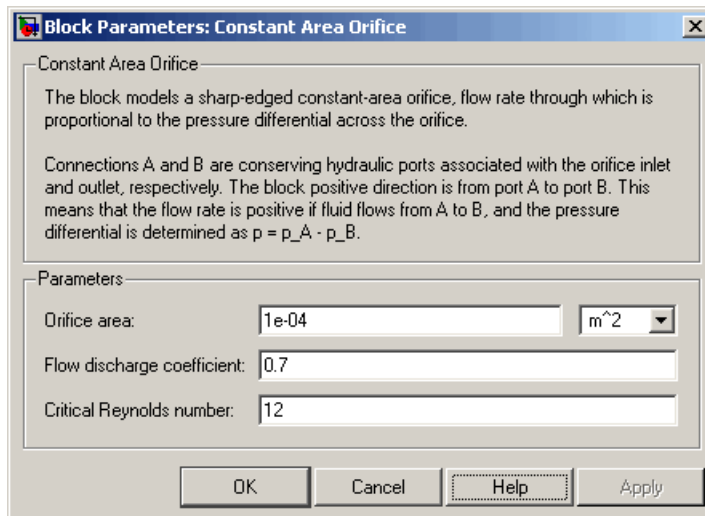 Block Parameters: Constant Area Orifice
Constant Area Orifice
The block models a sharp-edged constant-area orifice, flow rate through which is
proportional to the pressure differential across the orifice.
Connections A and B are conserving hydraulic ports associated with the orifice inlet
and outlet, respectively. The block positive direction is from port A to port B. This
means that the flow rate is positive if fluid flows from A to B, and the pressure
differential is determined as p = p_A - p_B.
Parameters
Orifice area: 1e-04 m^2
Flow discharge coefficient: 0.7
Critical Reynolds number: 12
OK Cancel Help Apply